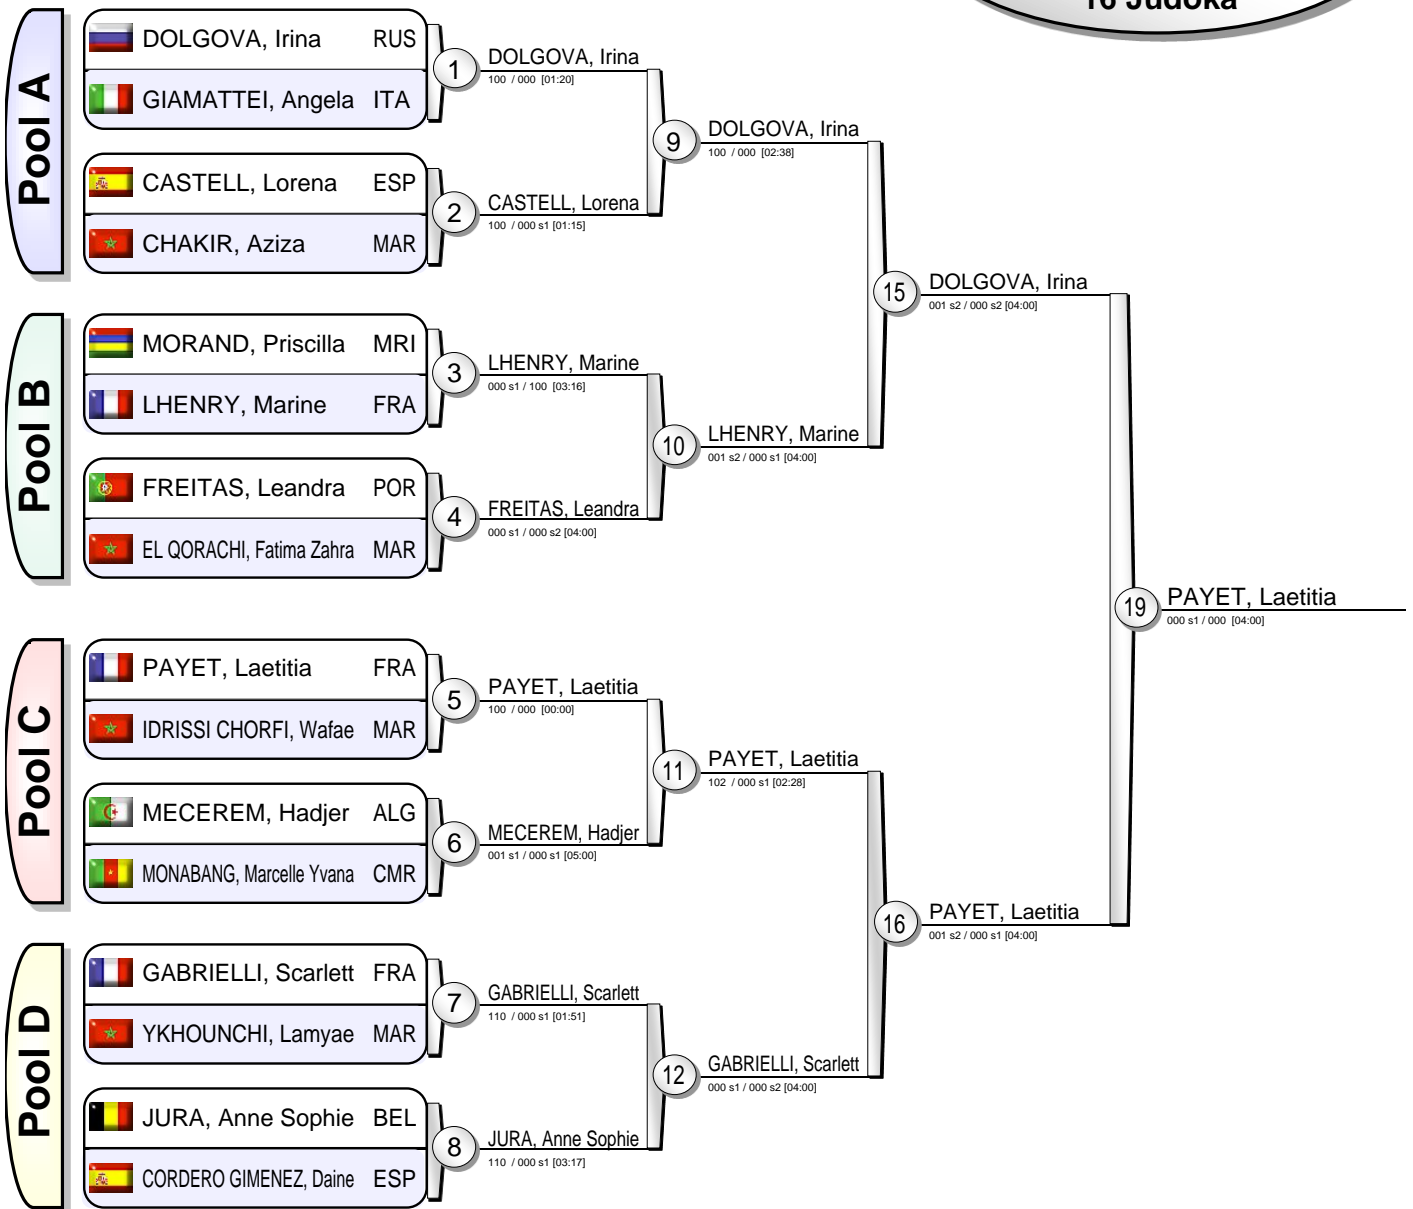 16 Judoka
Pool A
DOLGOVA, Irina RUS
GIAMATTEI, Angela ITA
CASTELL, Lorena ESP
CHAKIR, Aziza MAR
1
DOLGOVA, Irina
100 / 000 [01:20]
2
CASTELL, Lorena
100 / 000 s1 [01:15]
9
DOLGOVA, Irina
100 / 000 [02:38]
Pool B
MORAND, Priscilla MRI
LHENRY, Marine FRA
FREITAS, Leandra POR
EL QORACHI, Fatima Zahra MAR
3
LHENRY, Marine
000 s1 / 100 [03:16]
4
FREITAS, Leandra
000 s1 / 000 s2 [04:00]
10
LHENRY, Marine
001 s2 / 000 s1 [04:00]
15
DOLGOVA, Irina
001 s2 / 000 s2 [04:00]
Pool C
PAYET, Laetitia FRA
IDRISSI CHORFI, Wafae MAR
MECEREM, Hadjer ALG
MONABANG, Marcelle Yvana CMR
5
PAYET, Laetitia
100 / 000 [00:00]
6
MECEREM, Hadjer
001 s1 / 000 s1 [05:00]
11
PAYET, Laetitia
102 / 000 s1 [02:28]
Pool D
GABRIELLI, Scarlett FRA
YKHOUNCHI, Lamyae MAR
JURA, Anne Sophie BEL
CORDERO GIMENEZ, Daine ESP
7
GABRIELLI, Scarlett
110 / 000 s1 [01:51]
8
JURA, Anne Sophie
110 / 000 s1 [03:17]
12
GABRIELLI, Scarlett
000 s1 / 000 s2 [04:00]
16
PAYET, Laetitia
001 s2 / 000 s1 [04:00]
19
PAYET, Laetitia
000 s1 / 000 [04:00]